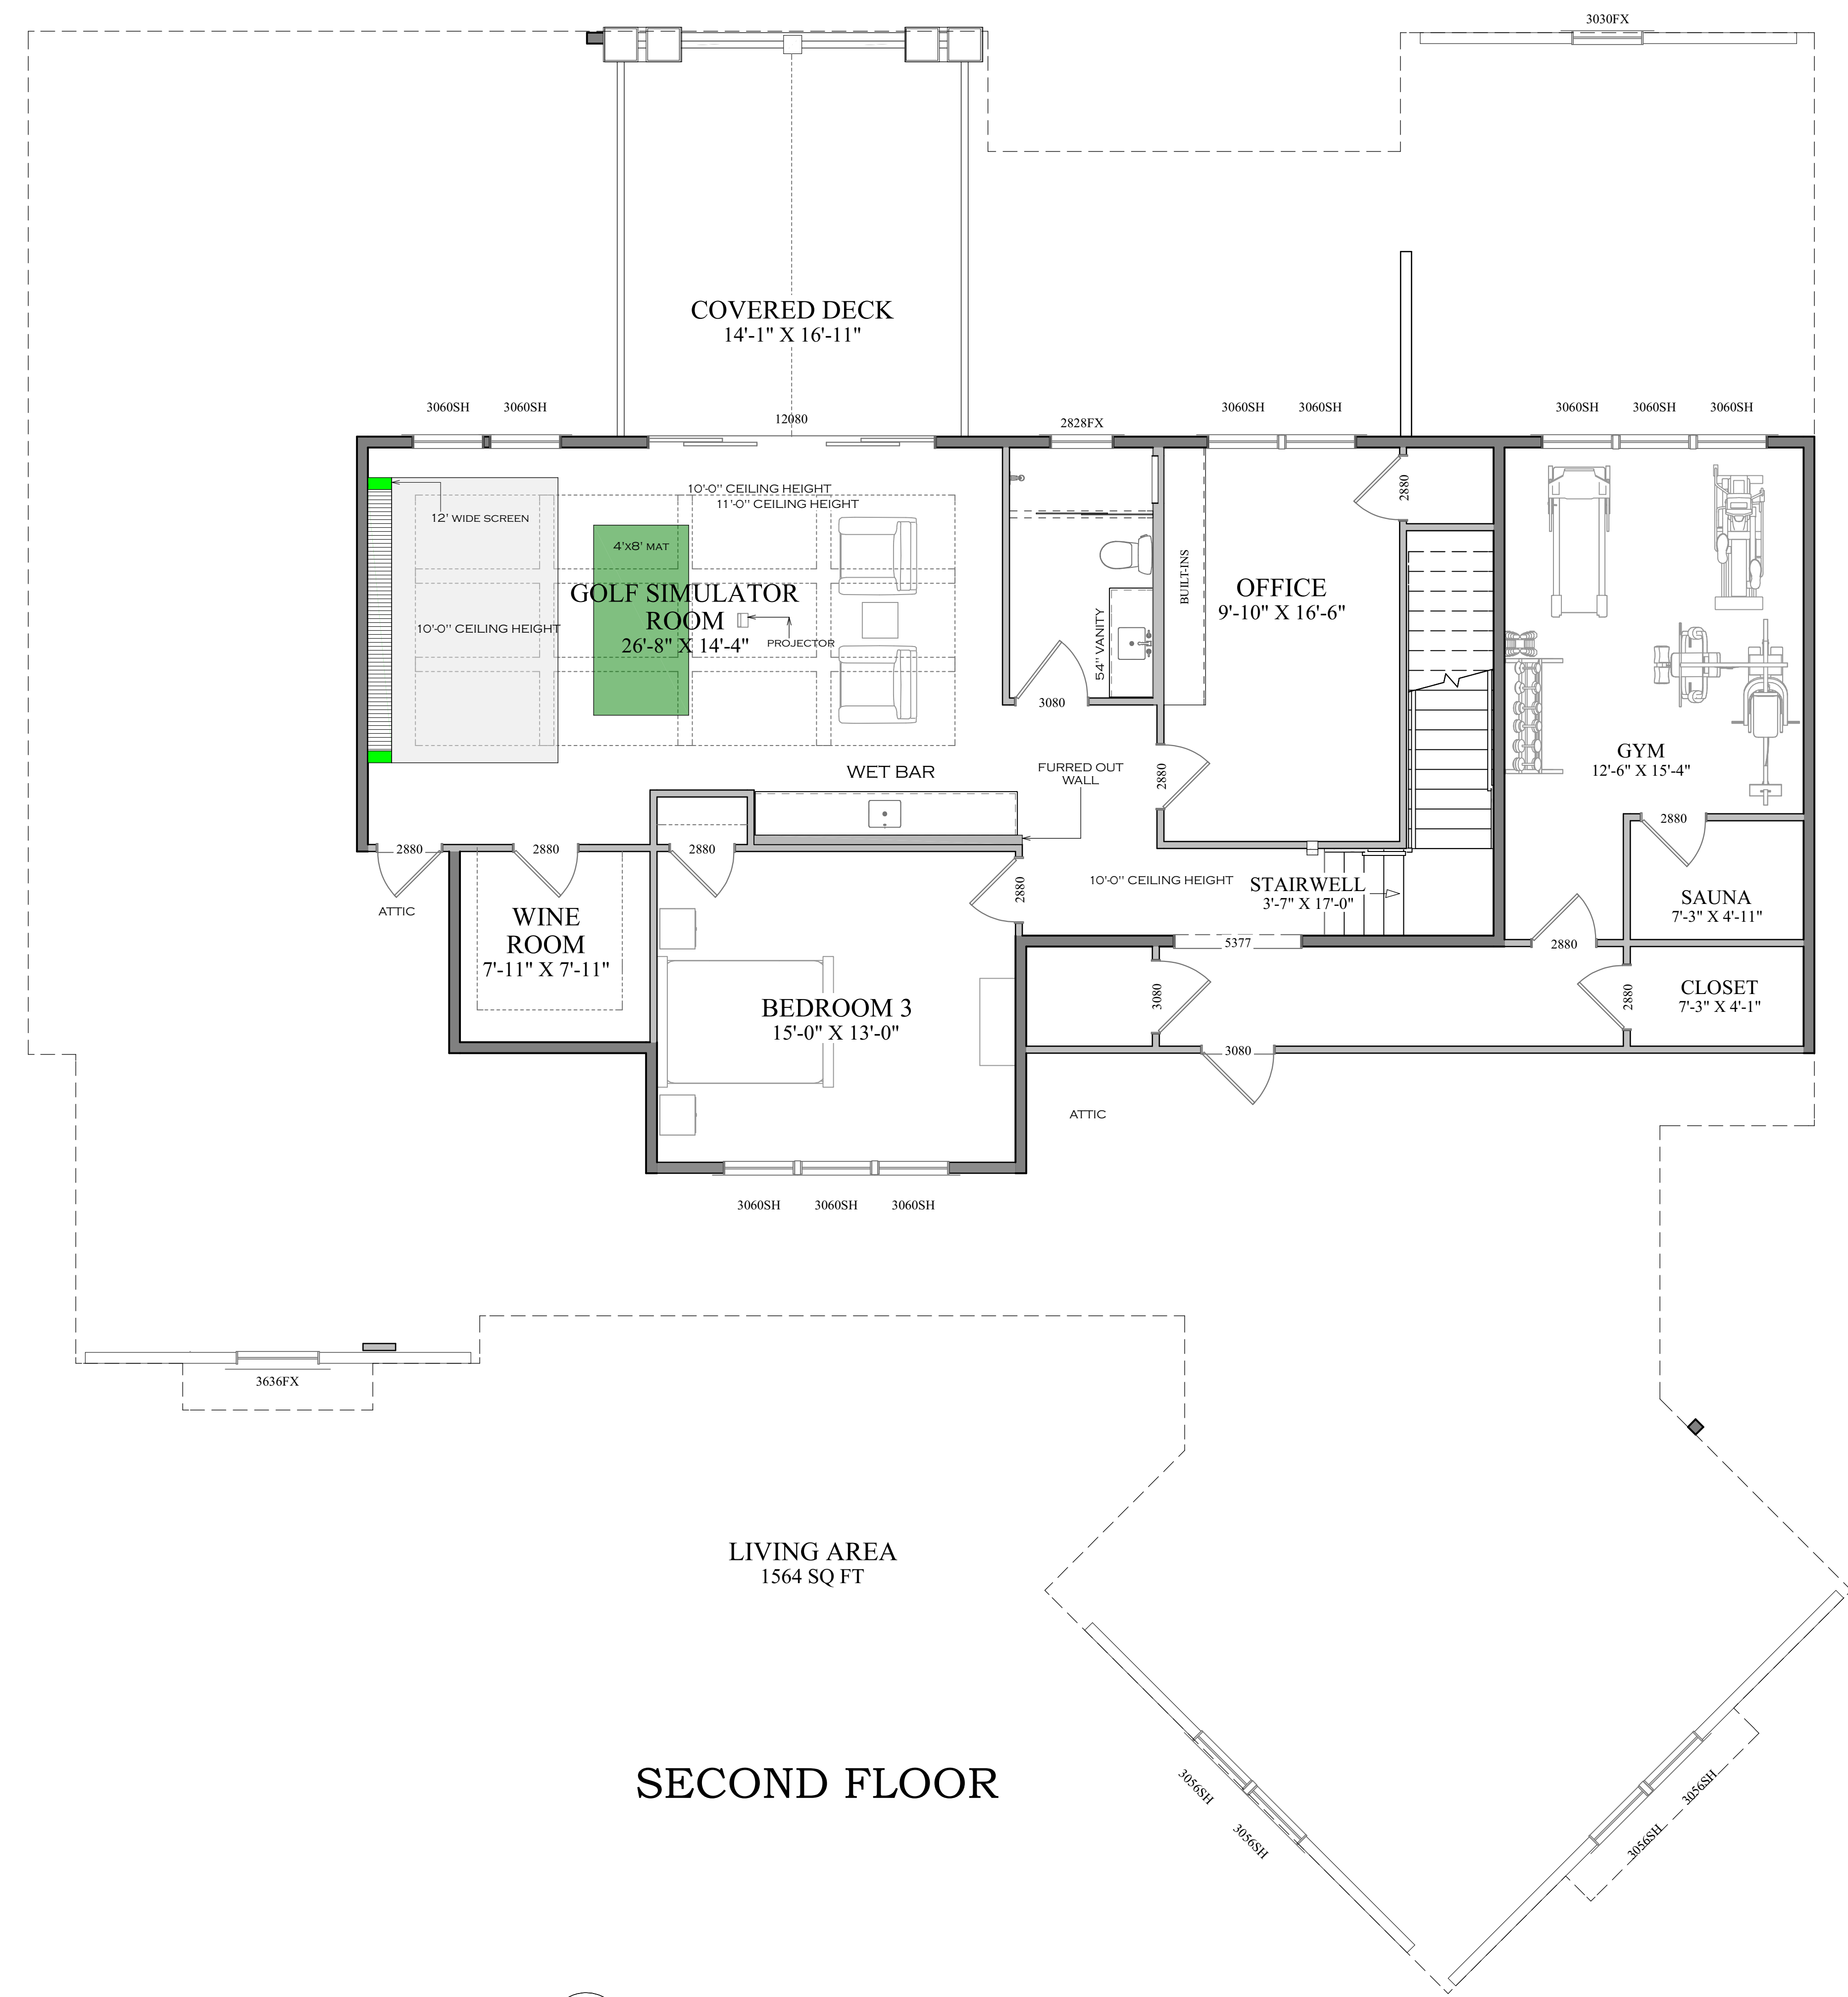 3030FX
COVERED DECK
14'-1" X 16'-11"
3060SH
3060SH
12080
2828FX
3060SH
3060SH
3060SH
3060SH
3060SH
10'-0" CEILING HEIGHT
11'-0" CEILING HEIGHT
12' WIDE SCREEN
4'x8' MAT
GOLF SIMULATOR
ROOM
26'-8" X 14'-4"
10'-0" CEILING HEIGHT
PROJECTOR
54" VANITY
BUILT-INS
OFFICE
9'-10" X 16'-6"
2880
3080
GYM
12'-6" X 15'-4"
WET BAR
FURRED OUT
WALL
2880
2880
2880
2880
2880
2880
ATTIC
10'-0" CEILING HEIGHT
STAIRWELL
3'-7" X 17'-0"
SAUNA
7'-3" X 4'-11"
WINE
ROOM
7'-11" X 7'-11"
5377
2880
BEDROOM 3
15'-0" X 13'-0"
3080
2880
CLOSET
7'-3" X 4'-1"
3080
ATTIC
3060SH
3060SH
3060SH
3636FX
LIVING AREA
1564 SQ FT
SECOND FLOOR
3056SH
3056SH
3056SH
3056SH